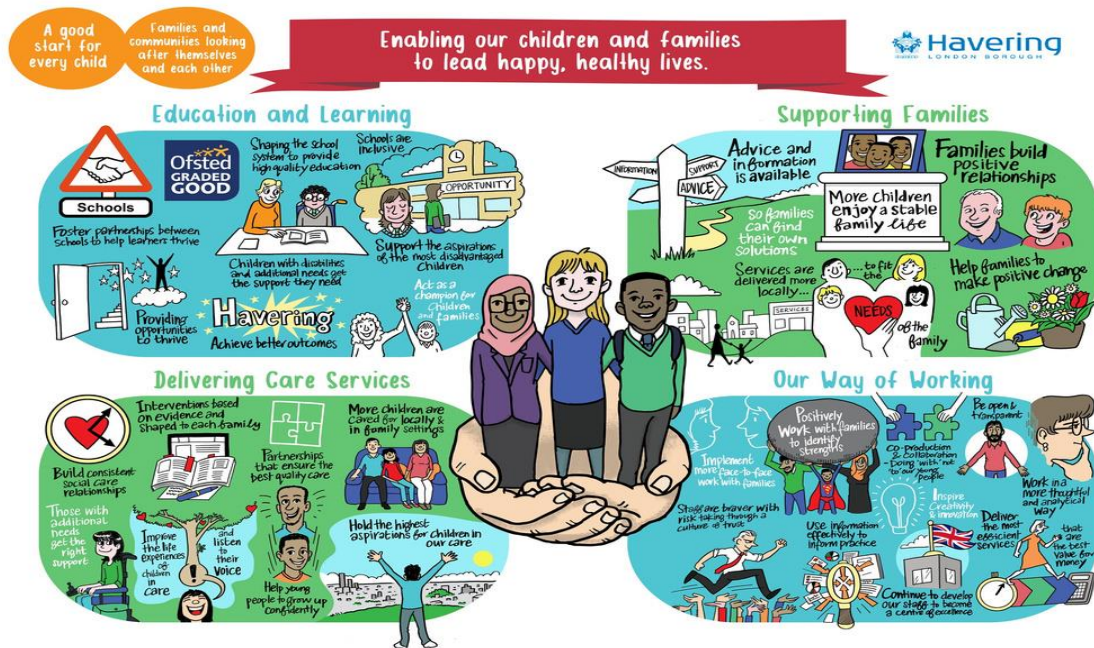 A good
start for
every child
Families and
communities looking
after themselves
and each other
Enabling our children and families
to lead happy, healthy lives.
Havering
LONDON BOROUGH
Education and Learning
Schools
Ofsted
GRADED
GOOD
Shaping the school
system to provide
high quality education
Schools are
inclusive
OPPORTUNITY
Foster partnerships between
schools to help learners thrive
Children with disabilities
and additional needs get
the support they need
Support the aspirations
of the most disadvantaged
Children
Providing
opportunities
to thrive
Havering
Achieve better outcomes
Act as a
champion for
Children
and families
Supporting Families
INFORMATION
SUPPORT
ADVICE
Advice and
information
is available
So families
can find
their own
solutions
More children
enjoy a stable
family life
Families build
positive
relationships
Services are
delivered more
locally...
SERVICES
...to fit
the
NEEDS
of the
family
Help families to
make positive change
Delivering Care Services
Interventions based
on evidence and
shaped to each family
Build consistent
social care
relationships
Partnerships
that ensure the
best quality care
More children are
cared for locally &
in family settings
Those with
additional
needs
get the
right
support
Improve
the life
experiences
of
children
in
care
and
listen to
their
voice
Help young
people to grow up
confidently
Hold the highest
aspirations for children in
our care
Our Way of Working
Implement
more face-to-face
work with families
Positively
Work with families
to identify
strengths
Co-production
& Collaboration
- Doing 'with' not
'to' our young
people
Be open &
transparent
Work in a
more thoughtful
and analytical
way
Staff are braver with
risk taking through a
culture of trust
Use information
effectively to
inform practice
Inspire
Creativity
& innovation
Deliver
the most
efficient
services
that
are the
best
value for
money
Continue to develop
our staff to become
a centre of excellence